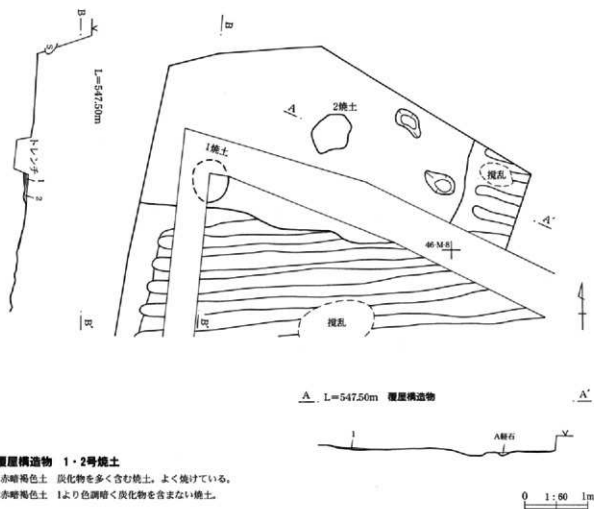 B
B
L=547.50m
S
A
2焼土
1焼土
トレンチ
1
2
撹乱
A'
46-M-8
撹乱
B'
B'
A L=547.50m 覆屋構造物 A'
1
A軽石
覆屋構造物 1・2号焼土
赤暗褐色土 炭化物を多く含む焼土。よく焼けている。
赤暗褐色土 1より色調暗く炭化物を含まない焼土。
0 1:60 1m